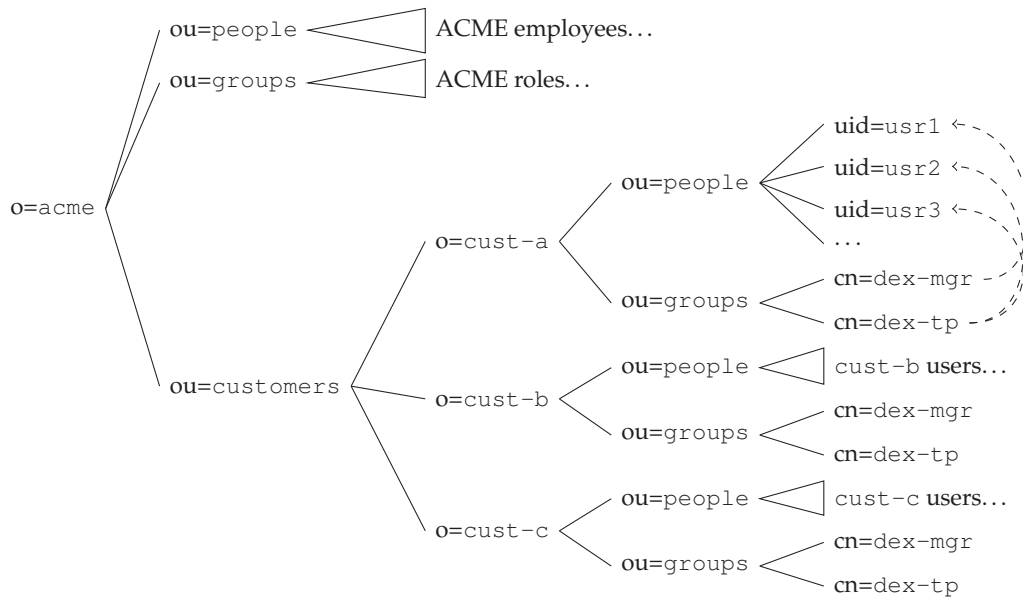 ou=people ACME employees...
ou=groups ACME roles...
uid=usr1
uid=usr2
ou=people
o=acme
uid=usr3
o=cust-a
...
cn=dex-mgr
ou=groups
cn=dex-tp
ou=people cust-b users...
ou=customers
o=cust-b
cn=dex-mgr
ou=groups
cn=dex-tp
ou=people cust-c users...
o=cust-c
cn=dex-mgr
ou=groups
cn=dex-tp